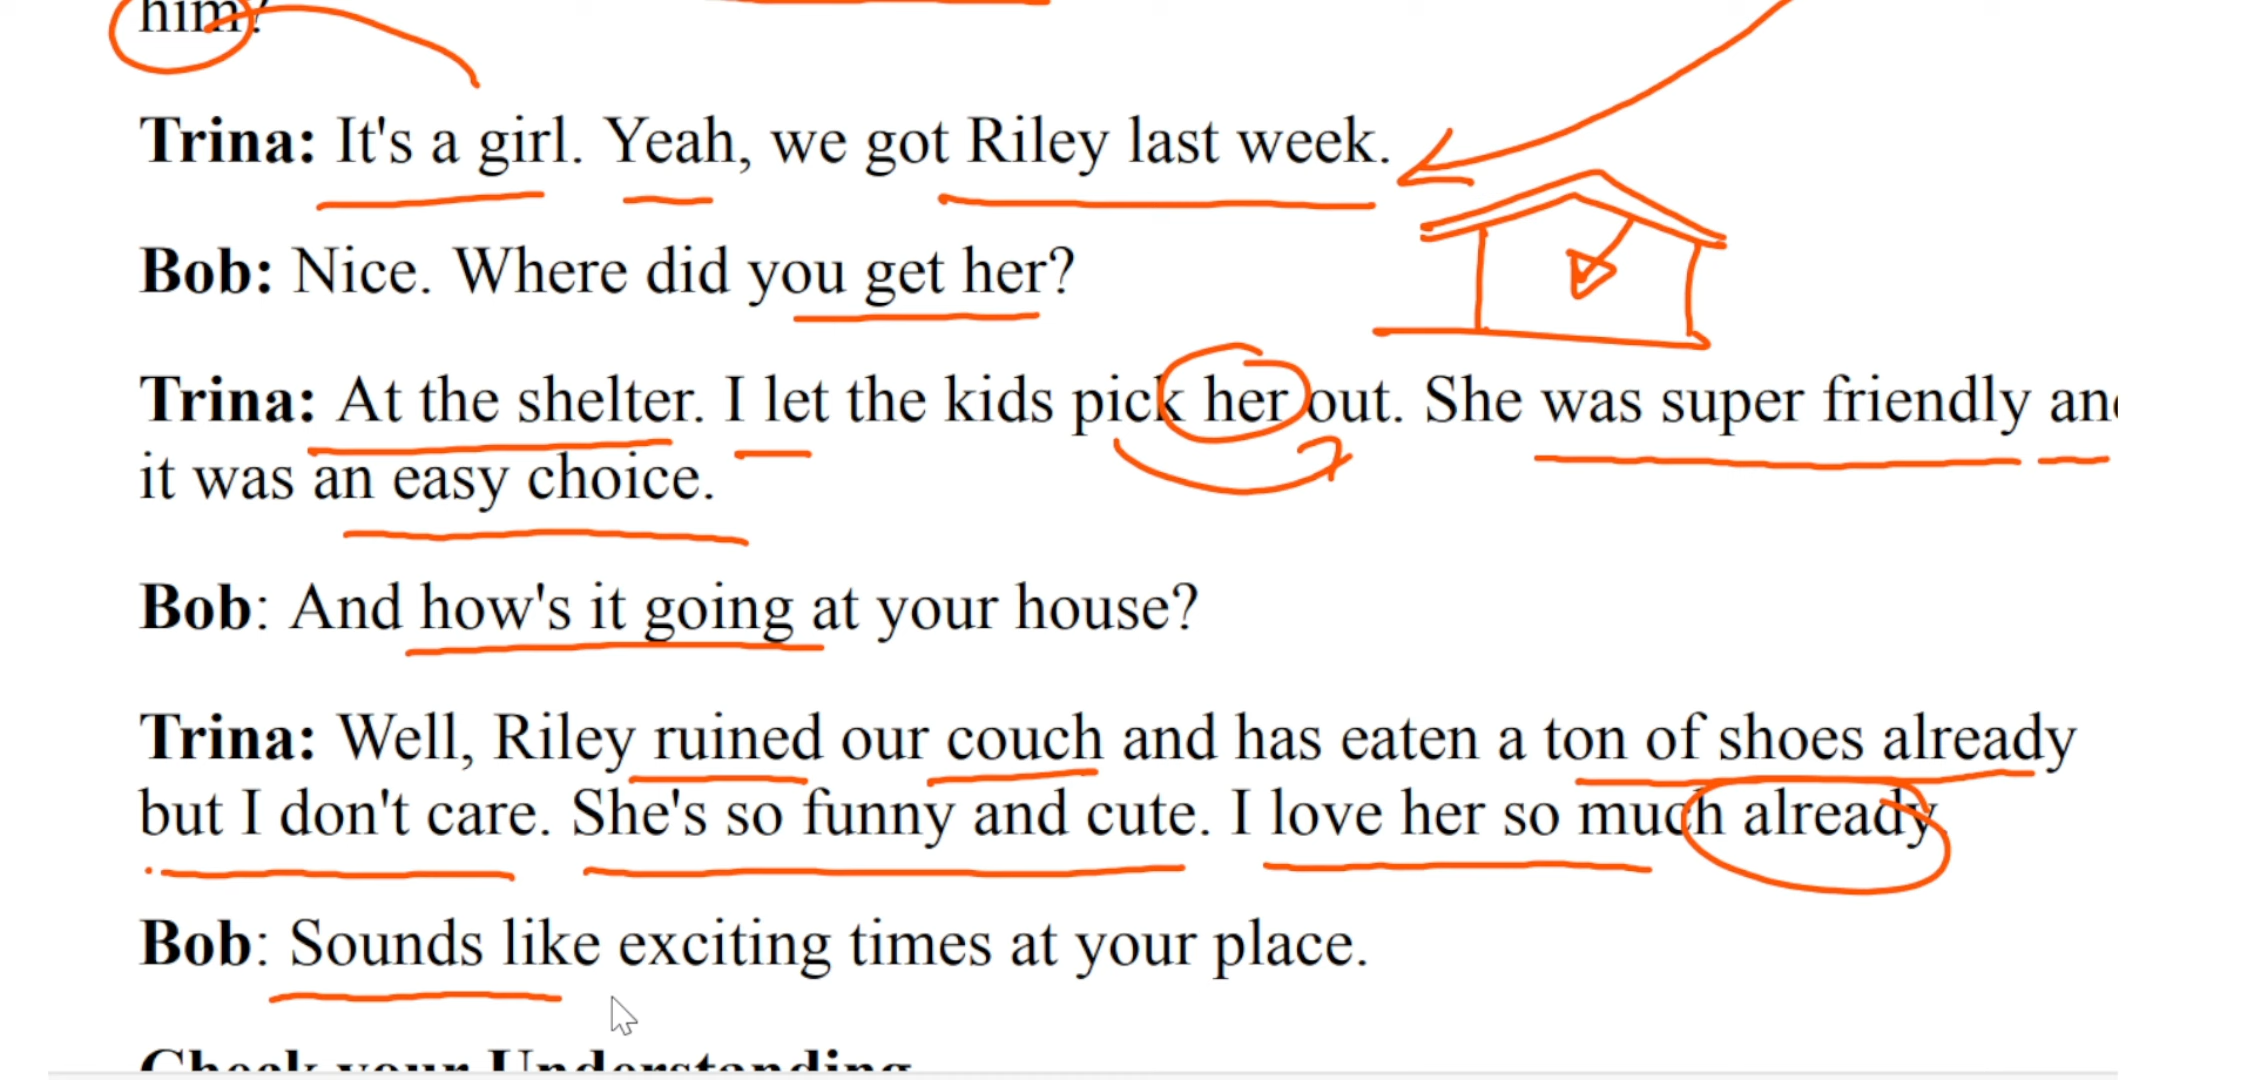 him?
Trina: It's a girl. Yeah, we got Riley last week.
Bob: Nice. Where did you get her?
Trina: At the shelter. I let the kids pick her out. She was super friendly and
it was an easy choice.
Bob: And how's it going at your house?
Trina: Well, Riley ruined our couch and has eaten a ton of shoes already
but I don't care. She's so funny and cute. I love her so much already.
Bob: Sounds like exciting times at your place.
Check your Understanding